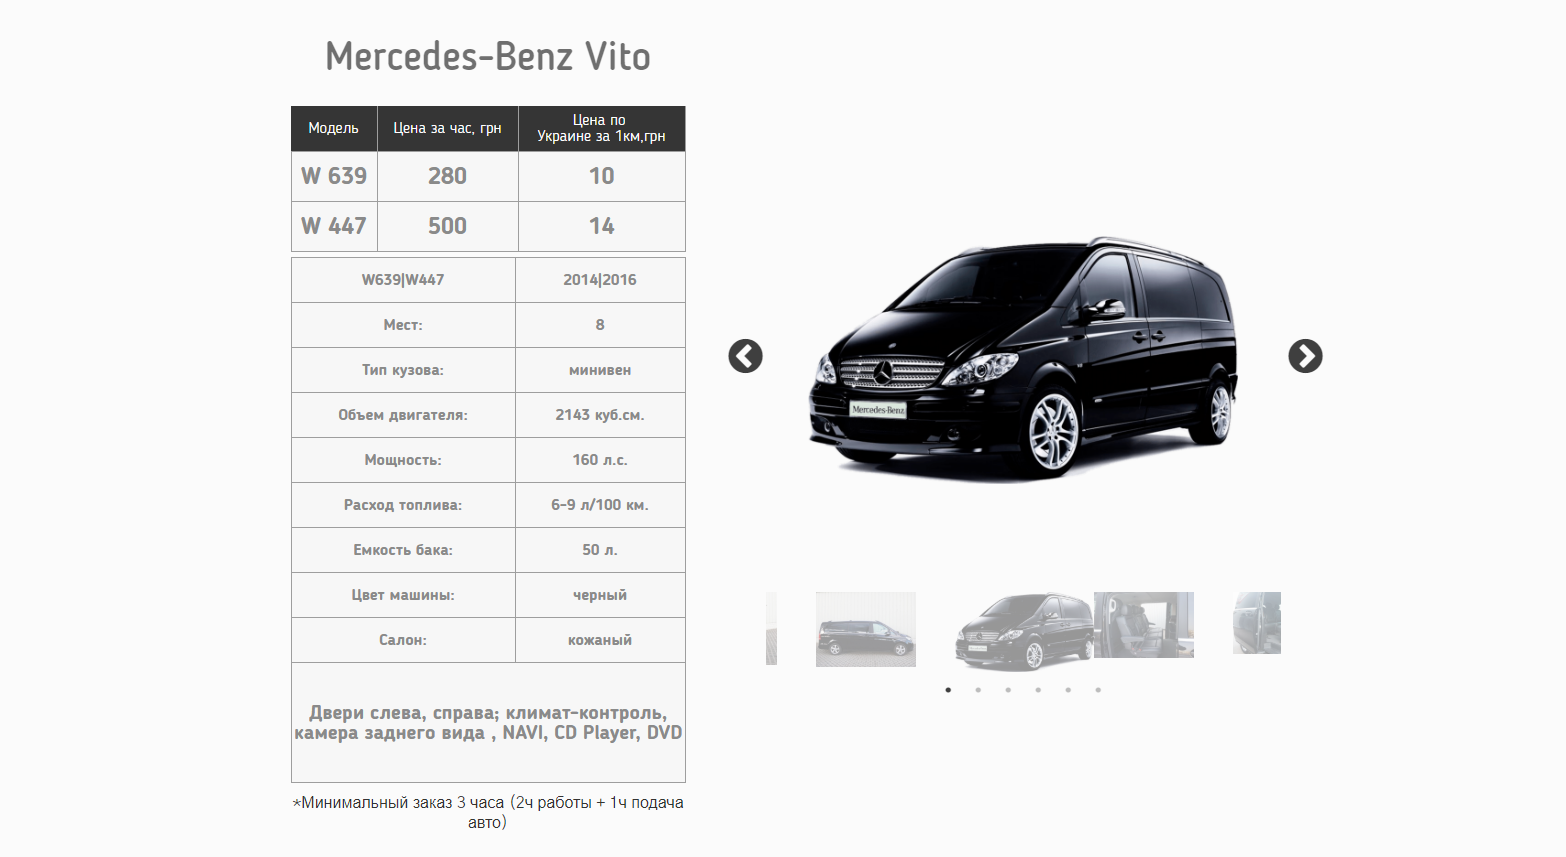 Mercedes-Benz Vito
Модель
Цена за час, грн
Цена по
Украине за 1км,грн
W 639
280
10
W 447
500
14
W639|W447
2014|2016
Мест:
8
Тип кузова:
минивен
Объем двигателя:
2143 куб.см.
Мощность:
160 л.с.
Расход топлива:
6-9 л/100 км.
Емкость бака:
50 л.
Цвет машины:
черный
Салон:
кожаный
Двери слева, справа; климат-контроль,
камера заднего вида , NAVI, CD Player, DVD
*Минимальный заказ 3 часа (2ч работы + 1ч подача
авто)
Mercedes-Benz